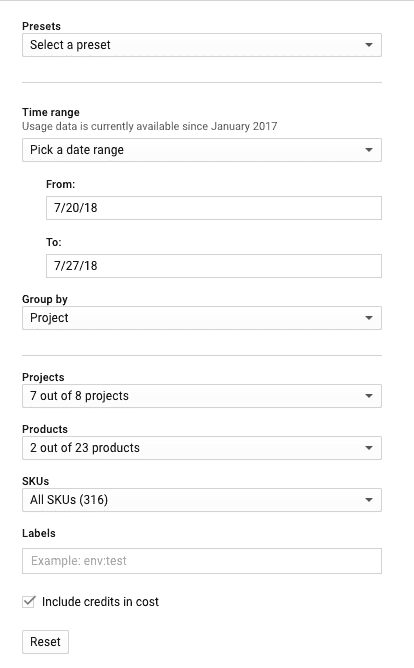 Presets
Select a preset
Time range
Usage data is currently available since January 2017
Pick a date range
From:
7/20/18
To:
7/27/18
Group by
Project
Projects
7 out of 8 projects
Products
2 out of 23 products
SKUs
All SKUs (316)
Labels
Example: env:test
Include credits in cost
Reset